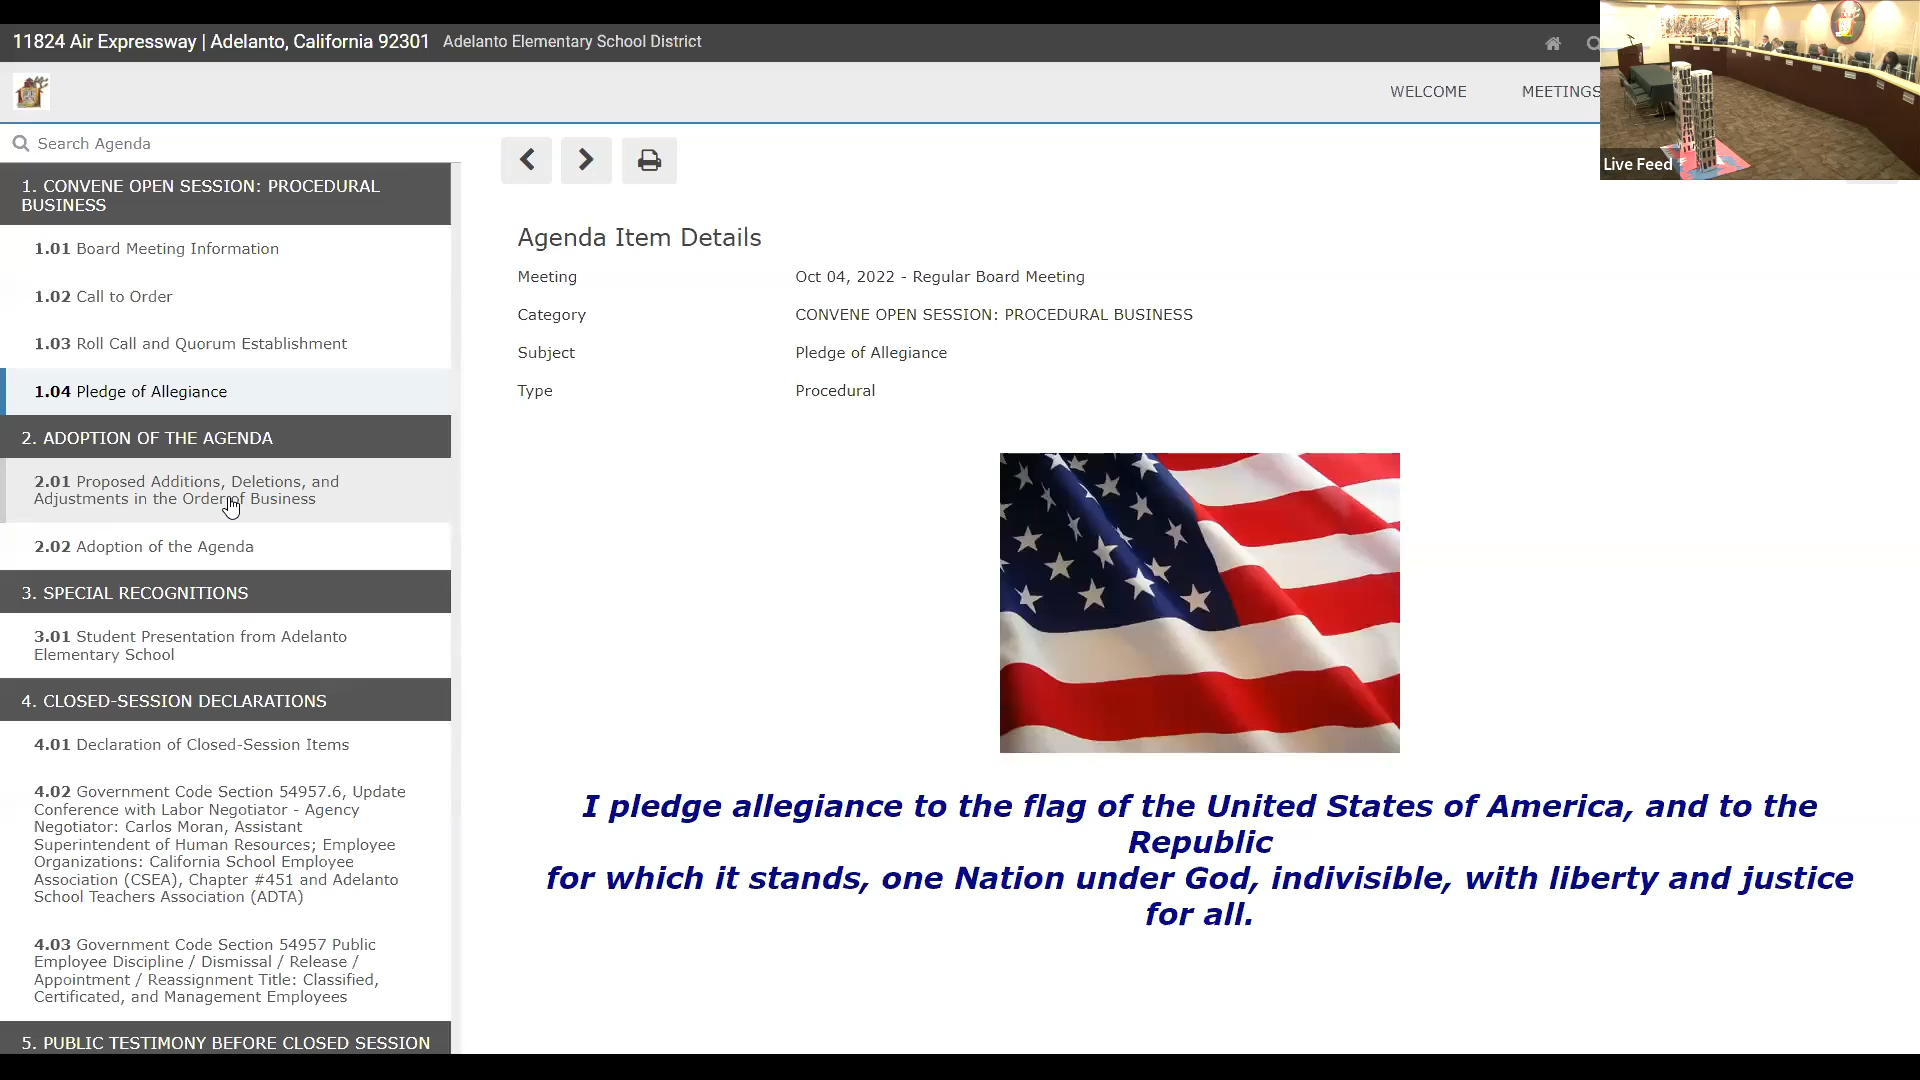 11824 Air Expressway | Adelanto, California 92301 Adelanto Elementary School District
WELCOME MEETINGS
Live Feed
Search Agenda
1. CONVENE OPEN SESSION: PROCEDURAL
BUSINESS
1.01 Board Meeting Information
1.02 Call to Order
1.03 Roll Call and Quorum Establishment
1.04 Pledge of Allegiance
2. ADOPTION OF THE AGENDA
2.01 Proposed Additions, Deletions, and
Adjustments in the Order of Business
2.02 Adoption of the Agenda
3. SPECIAL RECOGNITIONS
3.01 Student Presentation from Adelanto
Elementary School
4. CLOSED-SESSION DECLARATIONS
4.01 Declaration of Closed-Session Items
4.02 Government Code Section 54957.6, Update
Conference with Labor Negotiator - Agency
Negotiator: Carlos Moran, Assistant
Superintendent of Human Resources; Employee
Organizations: California School Employee
Association (CSEA), Chapter #451 and Adelanto
School Teachers Association (ADTA)
4.03 Government Code Section 54957 Public
Employee Discipline / Dismissal / Release /
Appointment / Reassignment Title: Classified,
Certificated, and Management Employees
5. PUBLIC TESTIMONY BEFORE CLOSED SESSION
Agenda Item Details
Meeting Oct 04, 2022 - Regular Board Meeting
Category CONVENE OPEN SESSION: PROCEDURAL BUSINESS
Subject Pledge of Allegiance
Type Procedural
I pledge allegiance to the flag of the United States of America, and to the
Republic
for which it stands, one Nation under God, indivisible, with liberty and justice
for all.